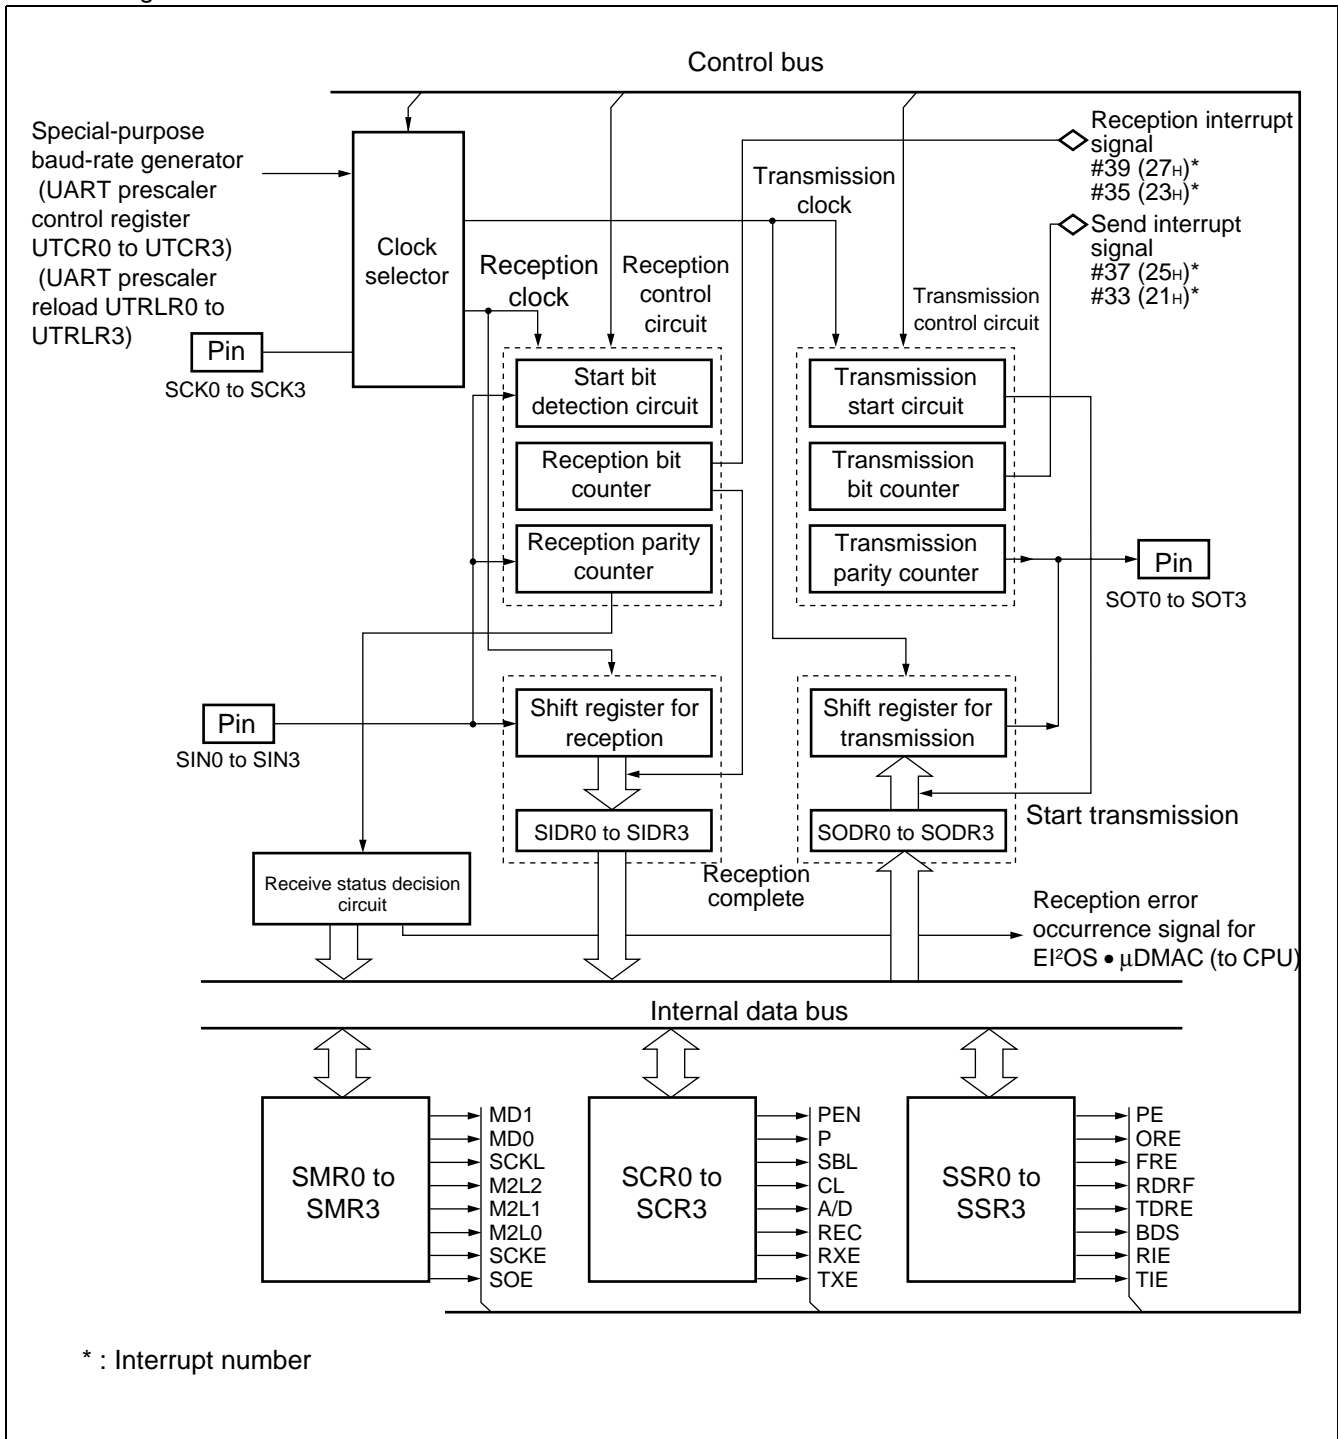 Control bus
Special-purpose
baud-rate generator
(UART prescaler
control register
UTCR0 to UTCR3)
(UART prescaler
reload UTRLR0 to
UTRLR3)
Pin
SCK0 to SCK3
Clock
selector
Reception
clock
Reception
control
circuit
Transmission
clock
Transmission
control circuit
Reception interrupt
signal
#39 (27H)*
#35 (23H)*
Send interrupt
signal
#37 (25H)*
#33 (21H)*
Start bit
detection circuit
Reception bit
counter
Reception parity
counter
Transmission
start circuit
Transmission
bit counter
Transmission
parity counter
Pin
SOT0 to SOT3
Pin
SIN0 to SIN3
Shift register for
reception
SIDR0 to SIDR3
Shift register for
transmission
SODR0 to SODR3
Start transmission
Reception
complete
Receive status decision
circuit
Reception error
occurrence signal for
EI²OS • μDMAC (to CPU)
Internal data bus
SMR0 to
SMR3
MD1
MD0
SCKL
M2L2
M2L1
M2L0
SCKE
SOE
SCR0 to
SCR3
PEN
P
SBL
CL
A/D
REC
RXE
TXE
SSR0 to
SSR3
PE
ORE
FRE
RDRF
TDRE
BDS
RIE
TIE
* : Interrupt number